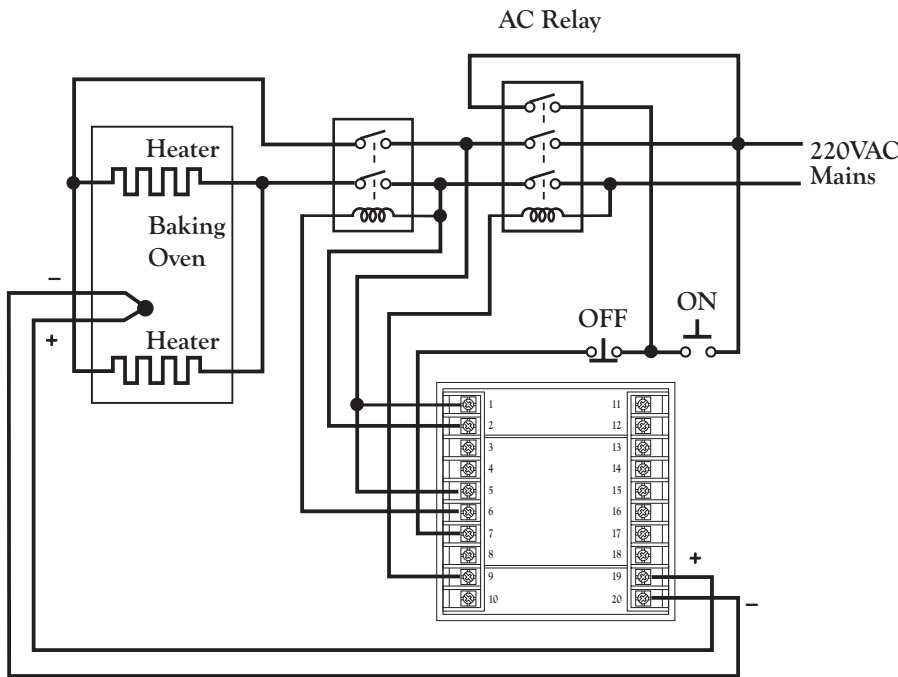 AC Relay
Heater
220VAC
Mains
Baking
Oven
–
ON
OFF
+
Heater
1 11
2 12
3 13
4 14
5 15
6 16
7 17
8 18
+
9 19
10 20
–